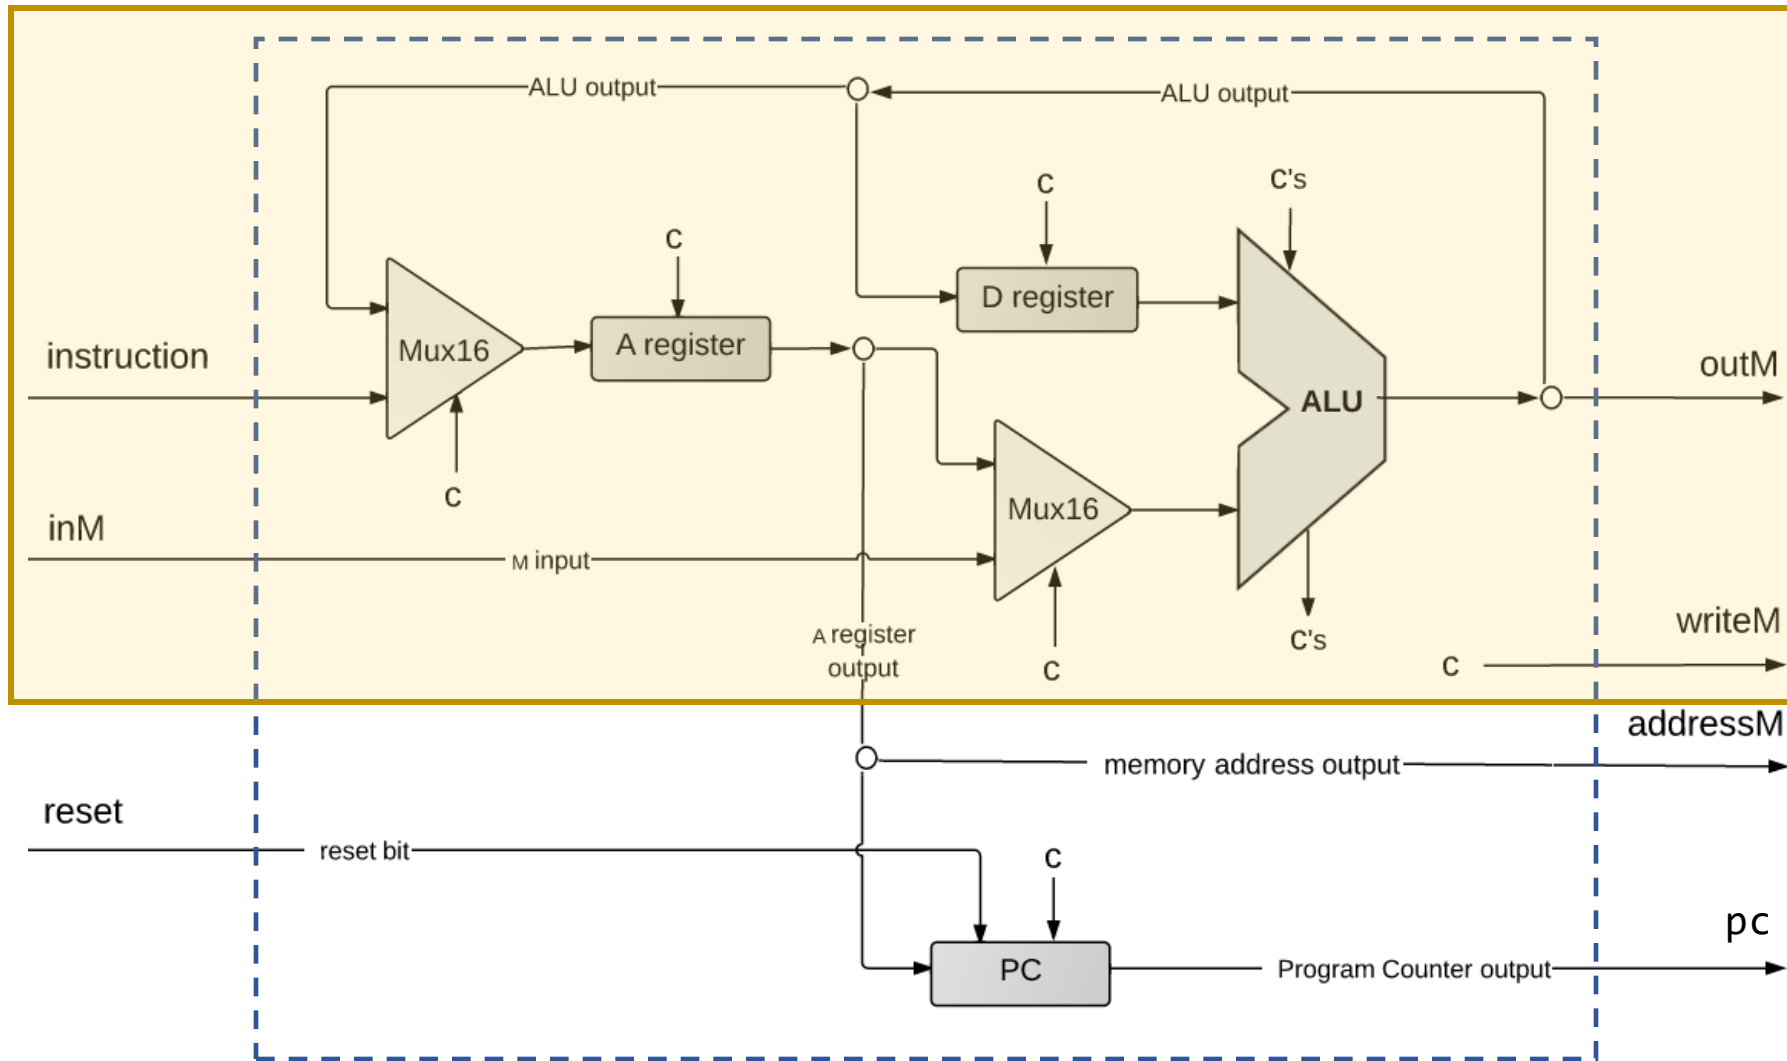 ALU output
ALU output
c
c's
c
D register
instruction
Mux16
A register
outM
ALU
c
inM
Mux16
M input
writeM
A register
output
c
c's
c
addressM
memory address output
reset
reset bit
c
pc
PC
Program Counter output